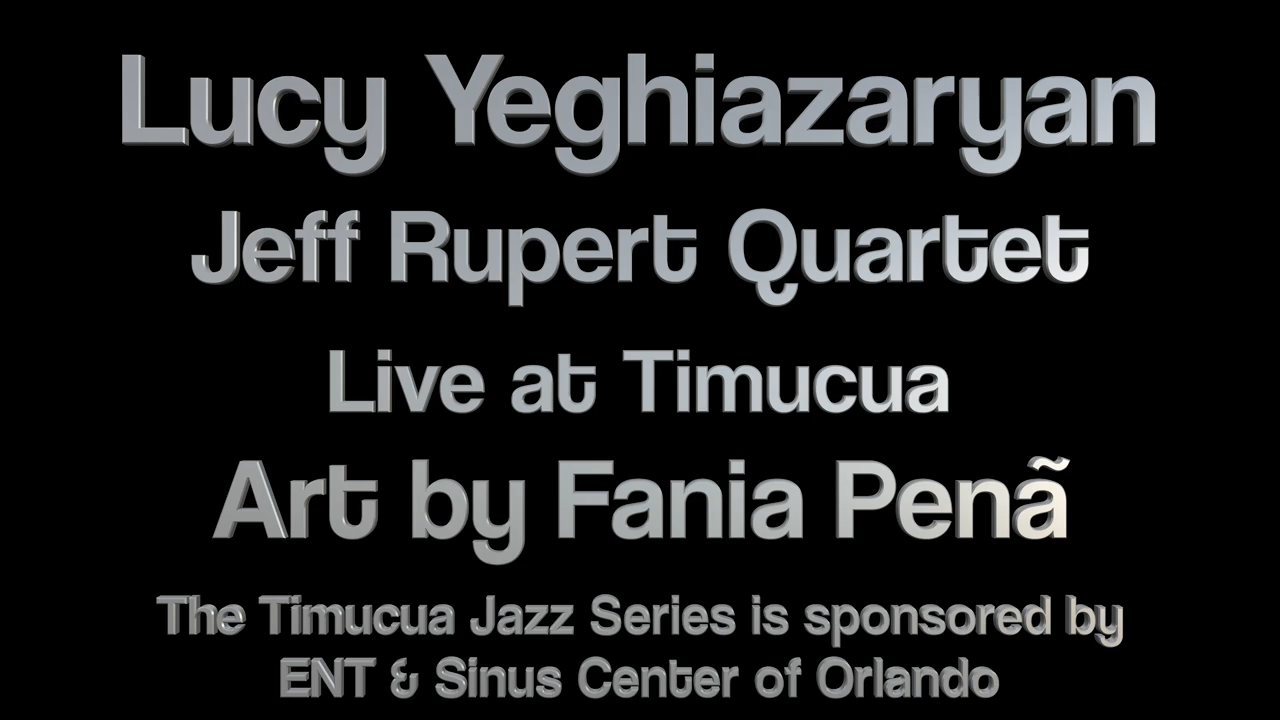 Lucy Yeghiazaryan
Jeff Rupert Quartet
Live at Timucua
Art by Fania Penã
The Timucua Jazz Series is sponsored by
ENT & Sinus Center of Orlando